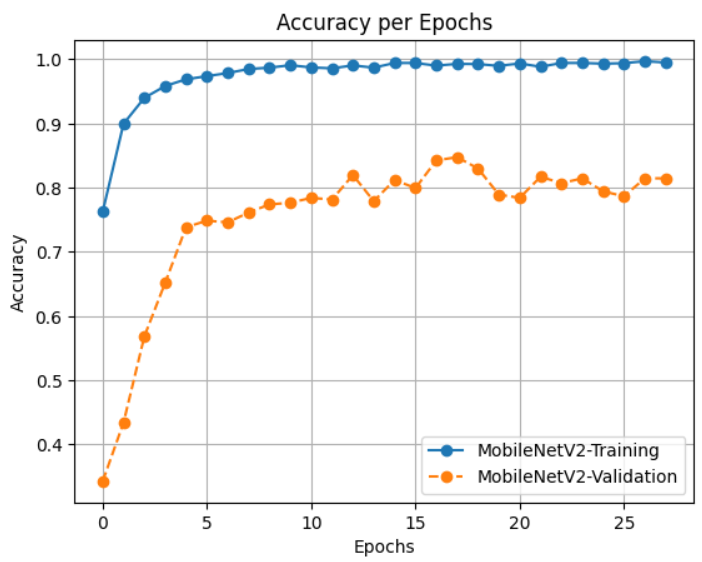 Accuracy per Epochs
1.0
0.9
0.8
0.7
0.6
0.5
0.4
Accuracy
MobileNetV2-Training
MobileNetV2-Validation
0 5 10 15 20 25
Epochs